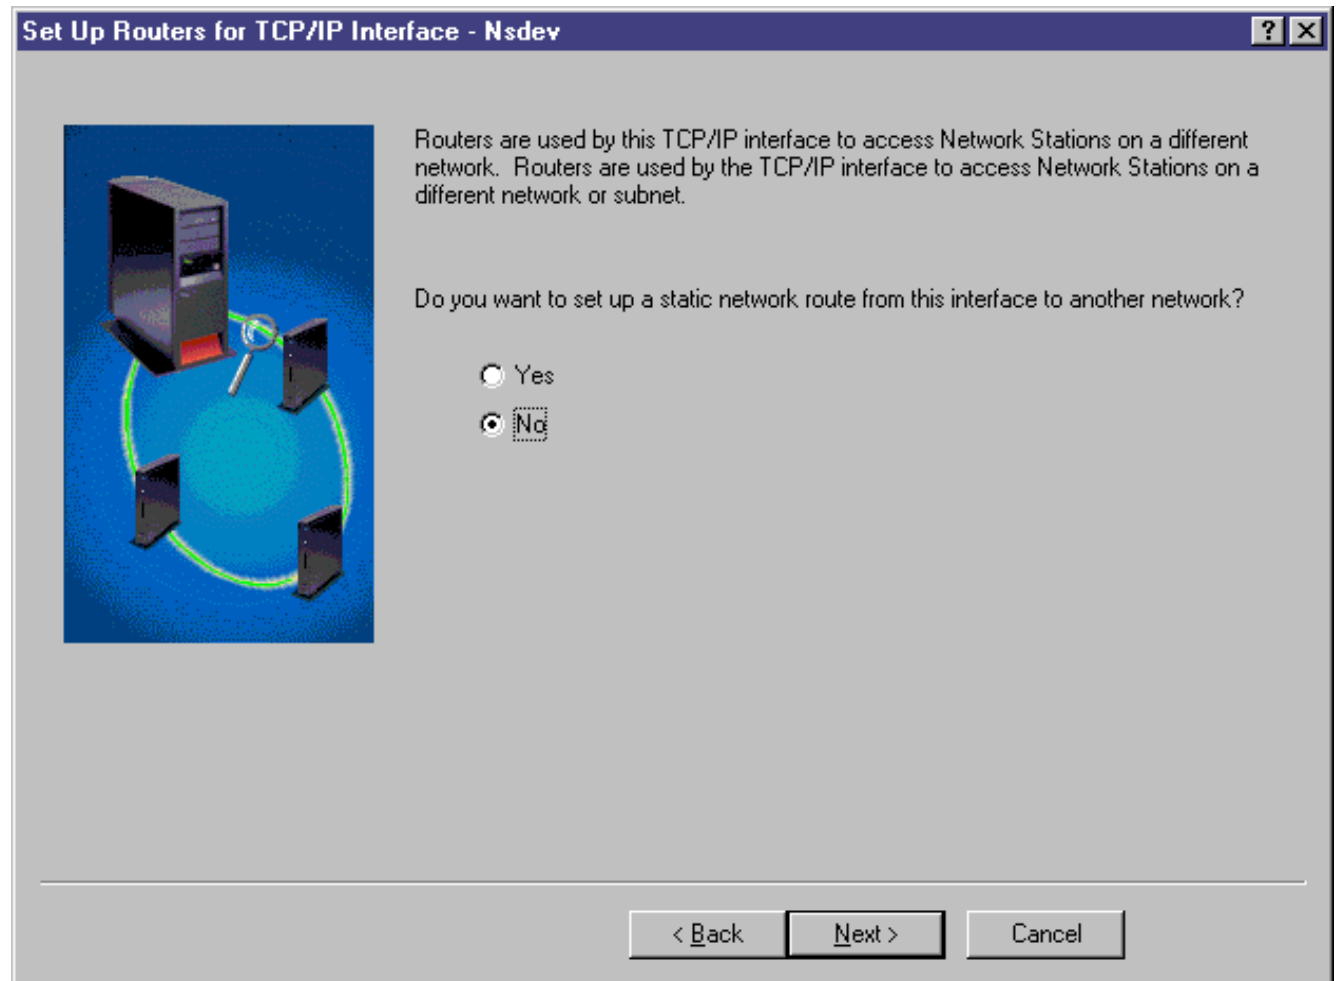 Set Up Routers for TCP/IP Interface - Nsdev
Routers are used by this TCP/IP interface to access Network Stations on a different
network.  Routers are used by the TCP/IP interface to access Network Stations on a
different network or subnet.
Do you want to set up a static network route from this interface to another network?
Yes
No
< Back
Next >
Cancel